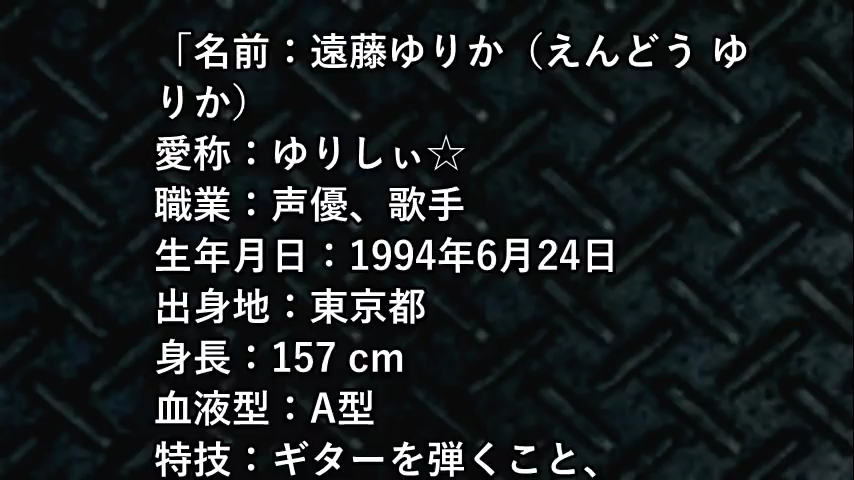 「名前：遠藤ゆりか（えんどう ゆ
りか）
愛称：ゆりしぃ☆
職業：声優、歌手
生年月日：1994年6月24日
出身地：東京都
身長：157 cm
血液型：A型
特技：ギターを弾くこと、